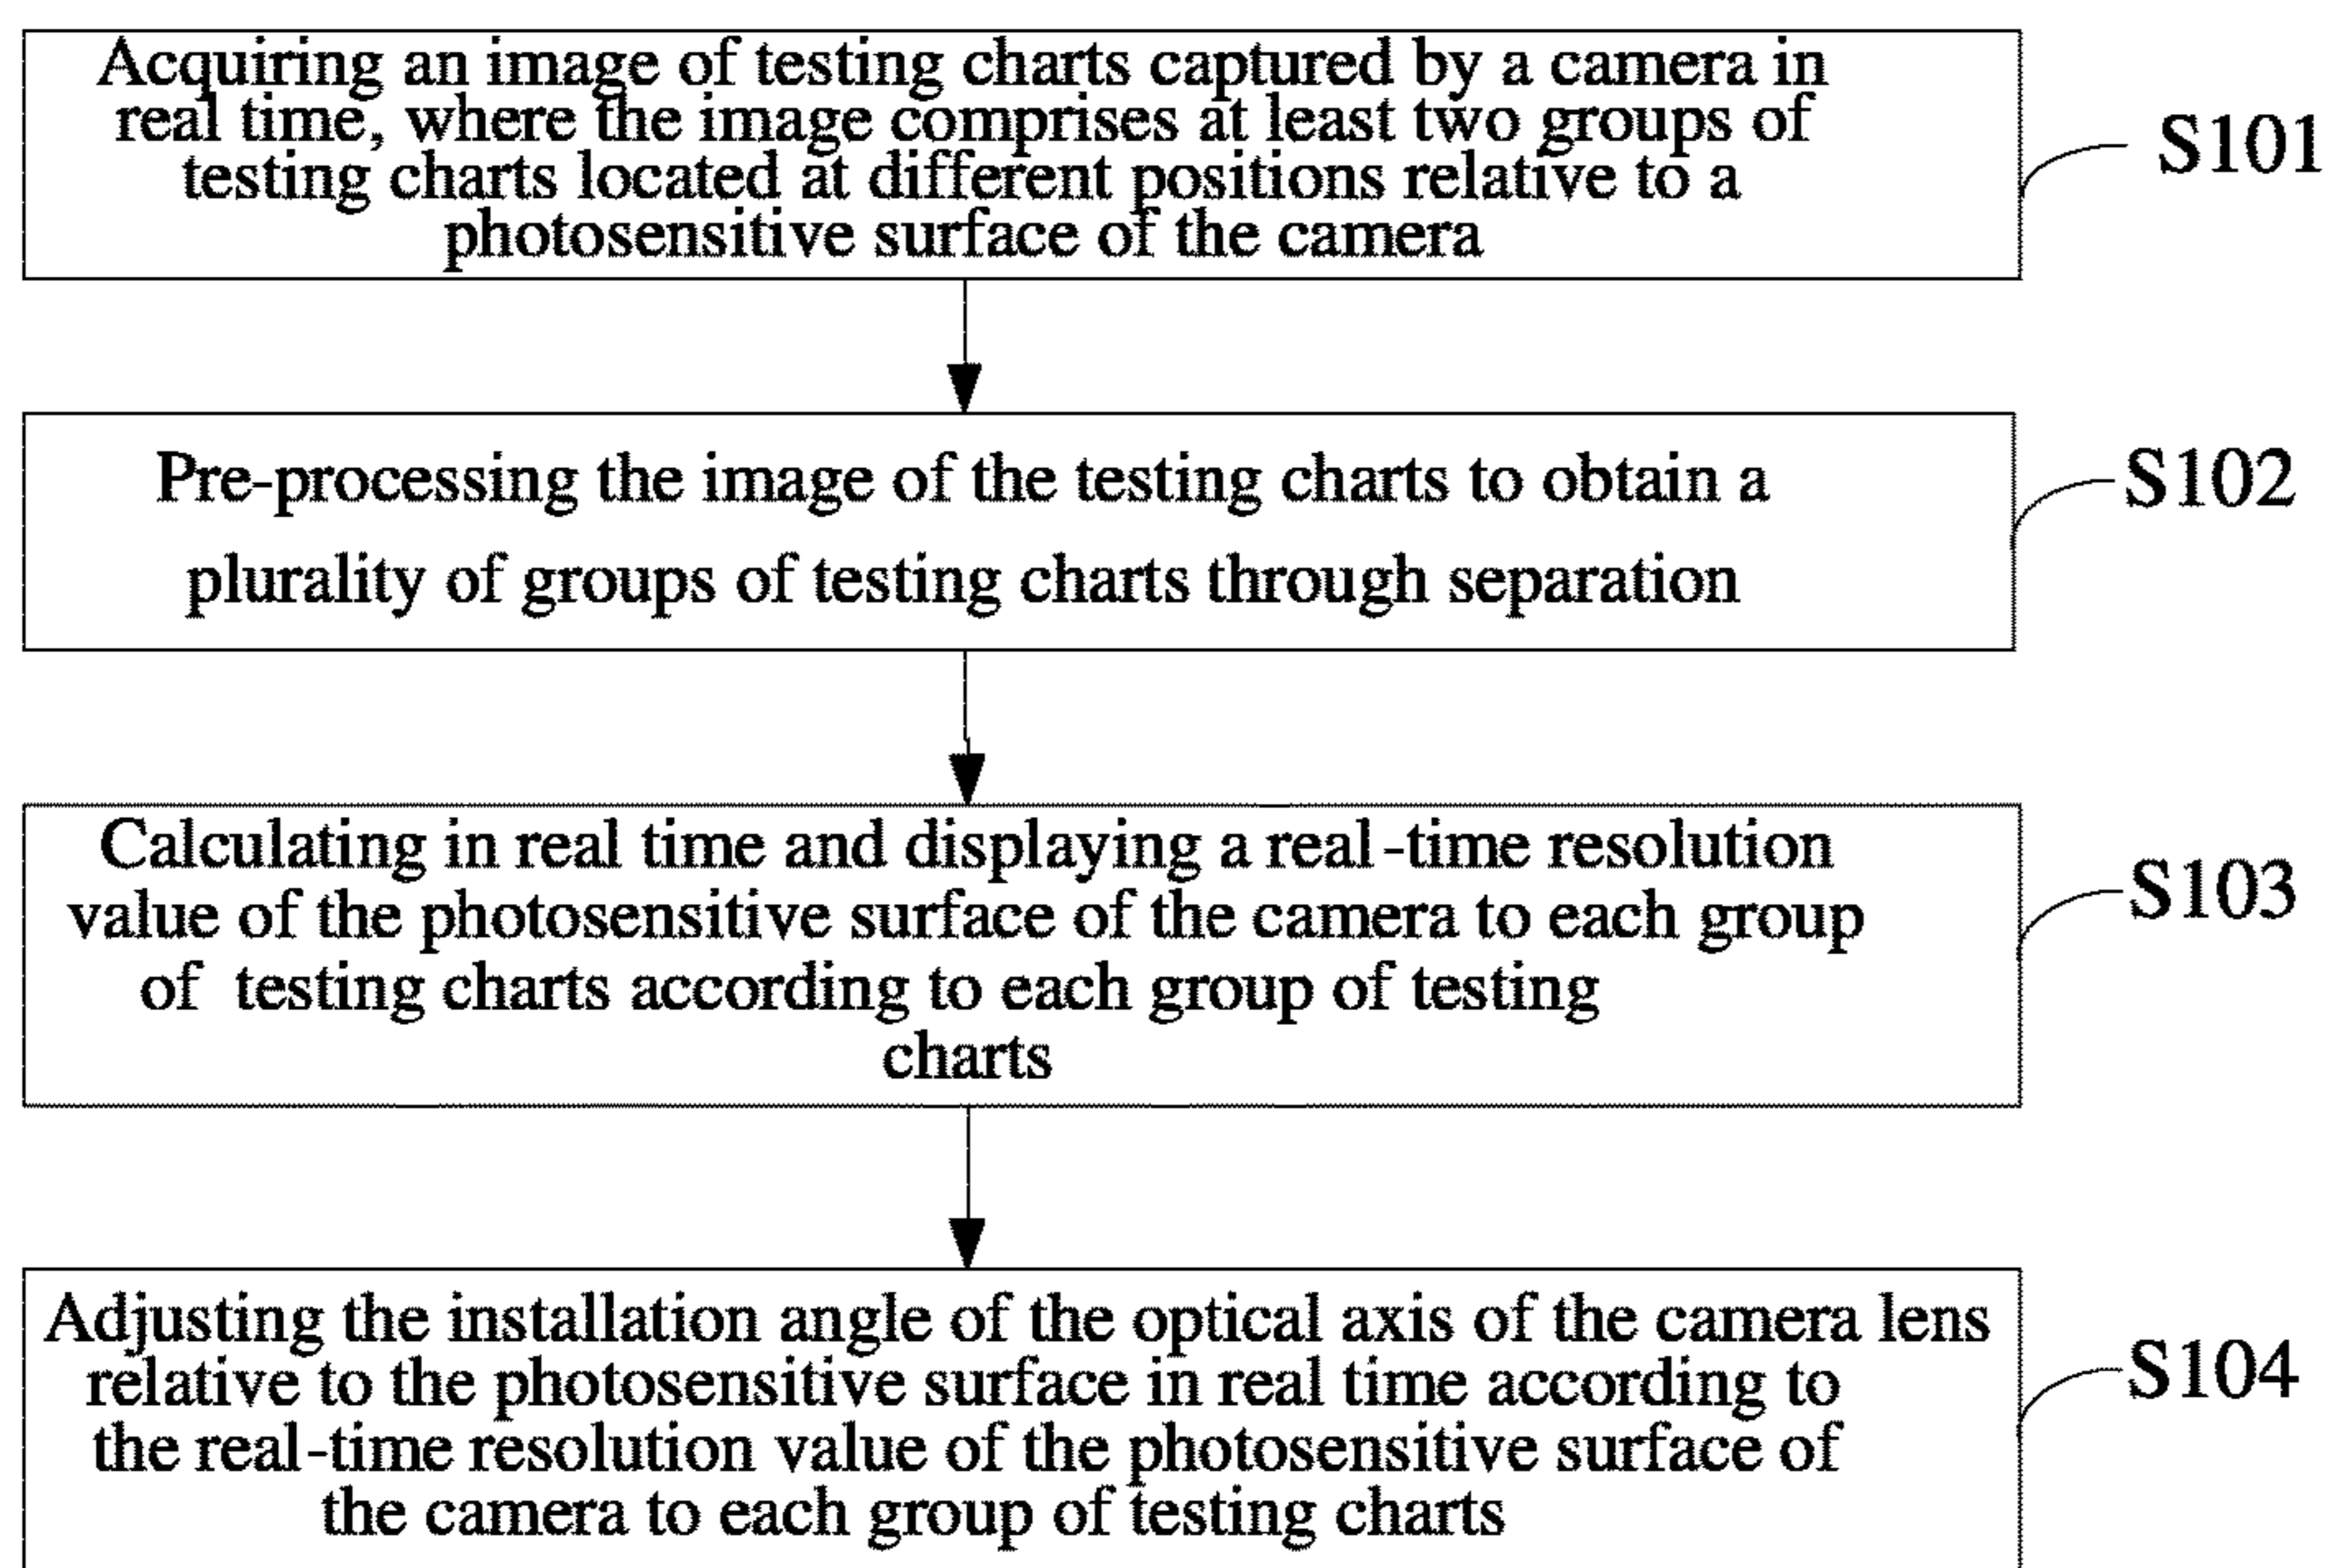 Acquiring an image of testing charts captured by a camera in
real time, where the image comprises at least two groups of
testing charts located at different positions relative to a
photosensitive surface of the camera
S101
Pre-processing the image of the testing charts to obtain a
plurality of groups of testing charts through separation
S102
Calculating in real time and displaying a real-time resolution
value of the photosensitive surface of the camera to each group
of testing charts according to each group of testing
charts
S103
Adjusting the installation angle of the optical axis of the camera lens
relative to the photosensitive surface in real time according to
the real-time resolution value of the photosensitive surface of
the camera to each group of testing charts
S104